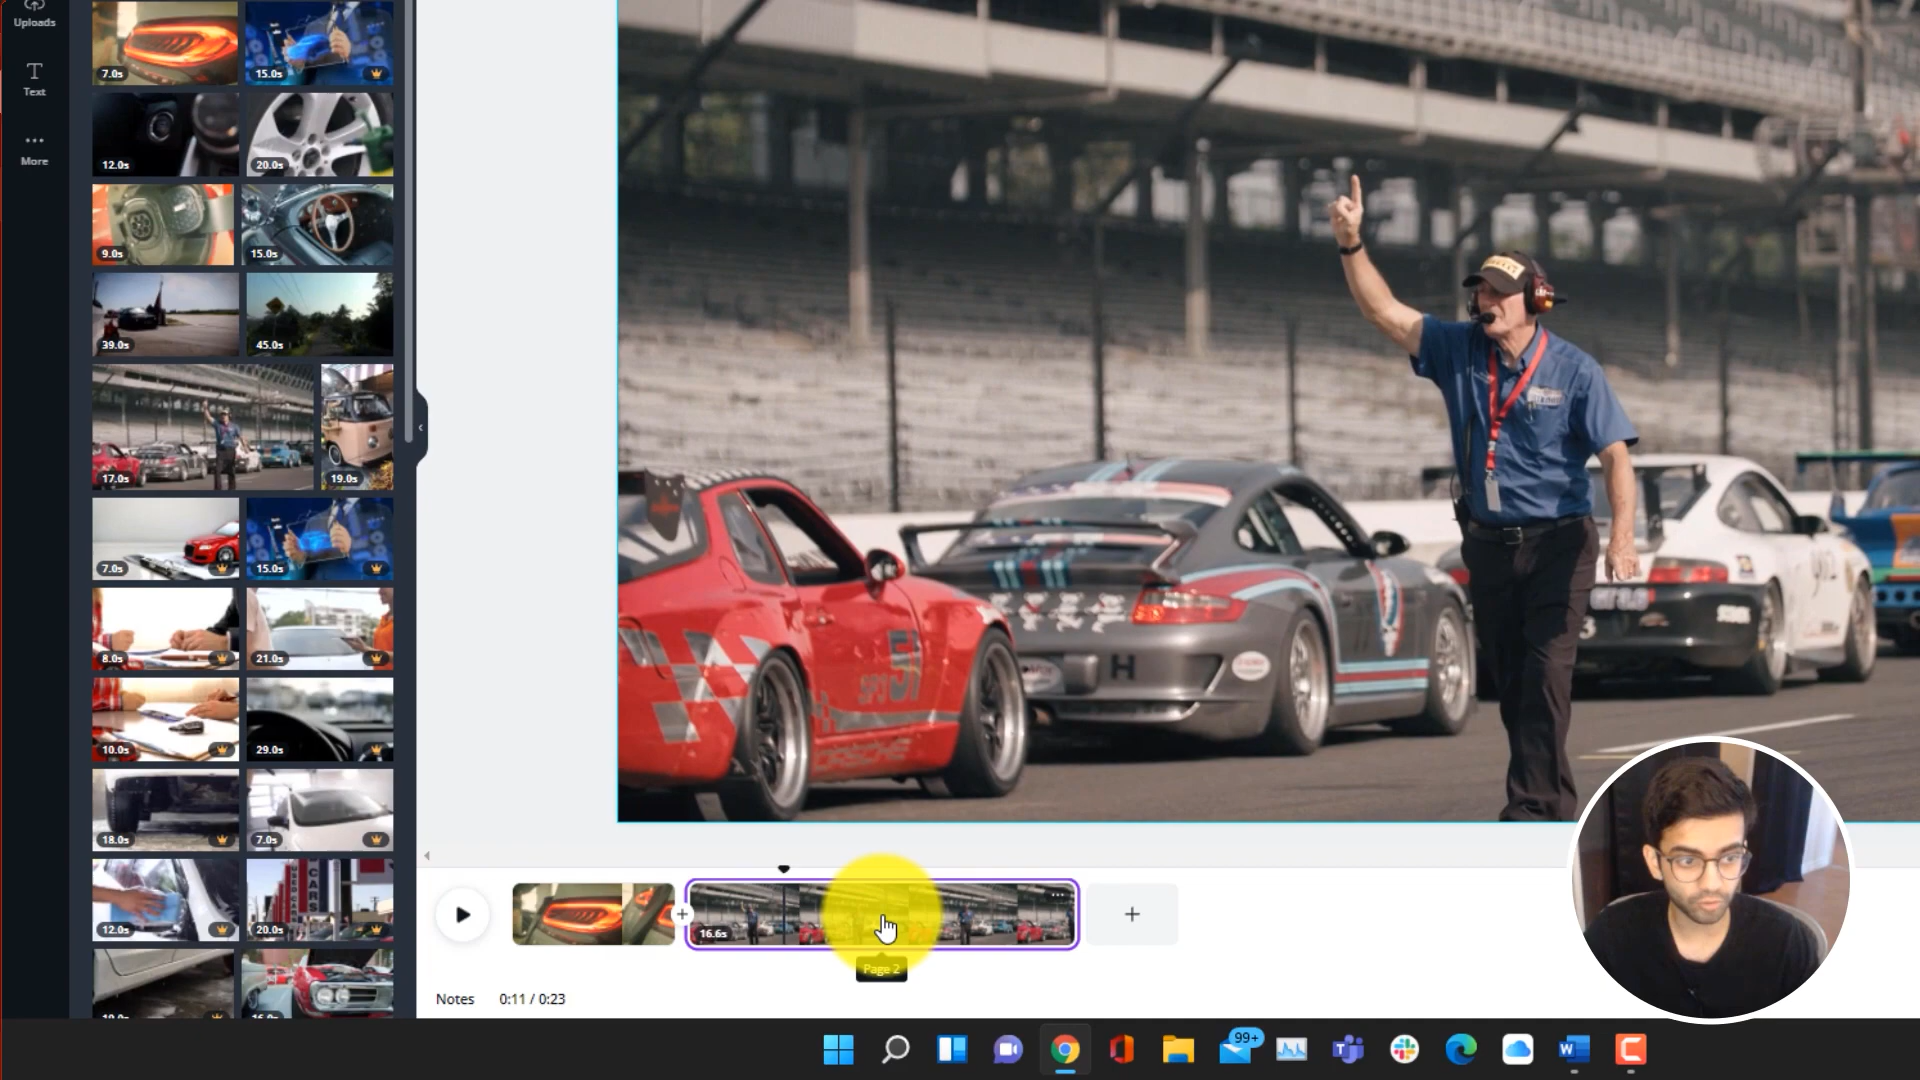 Uploads
7.0s
15.0s
Text
12.0s
20.0s
More
9.0s
15.0s
39.0s
45.0s
17.0s
19.0s
7.0s
15.0s
8.0s
21.0s
10.0s
29.0s
18.0s
7.0s
12.0s
20.0s
CARS
51
H
PORSCHE
16.6s
Page 2
Notes
0:11 / 0:23
99+